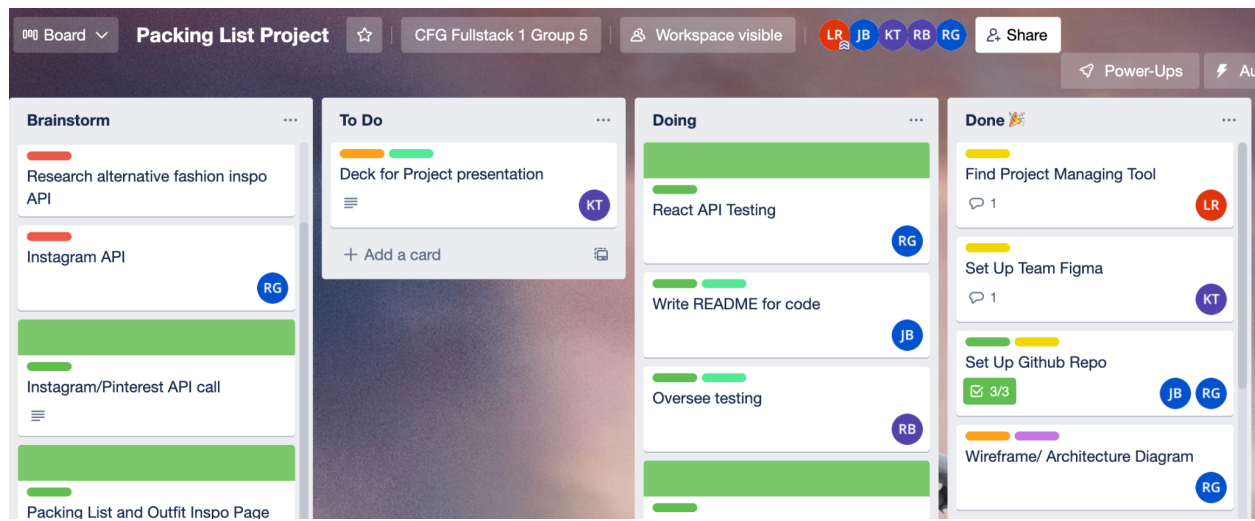 Board
Packing List Project
CFG Fullstack 1 Group 5
Workspace visible
LR JB KT RB RG
Share
Power-Ups
Au
Brainstorm
Research alternative fashion inspo
API
Instagram API
RG
Instagram/Pinterest API call
Packing List and Outfit Inspo Page
To Do
Deck for Project presentation
KT
+ Add a card
Doing
React API Testing
RG
Write README for code
JB
Oversee testing
RB
Done 🎉
Find Project Managing Tool
1
LR
Set Up Team Figma
1
KT
Set Up Github Repo
3/3
JB RG
Wireframe/ Architecture Diagram
RG